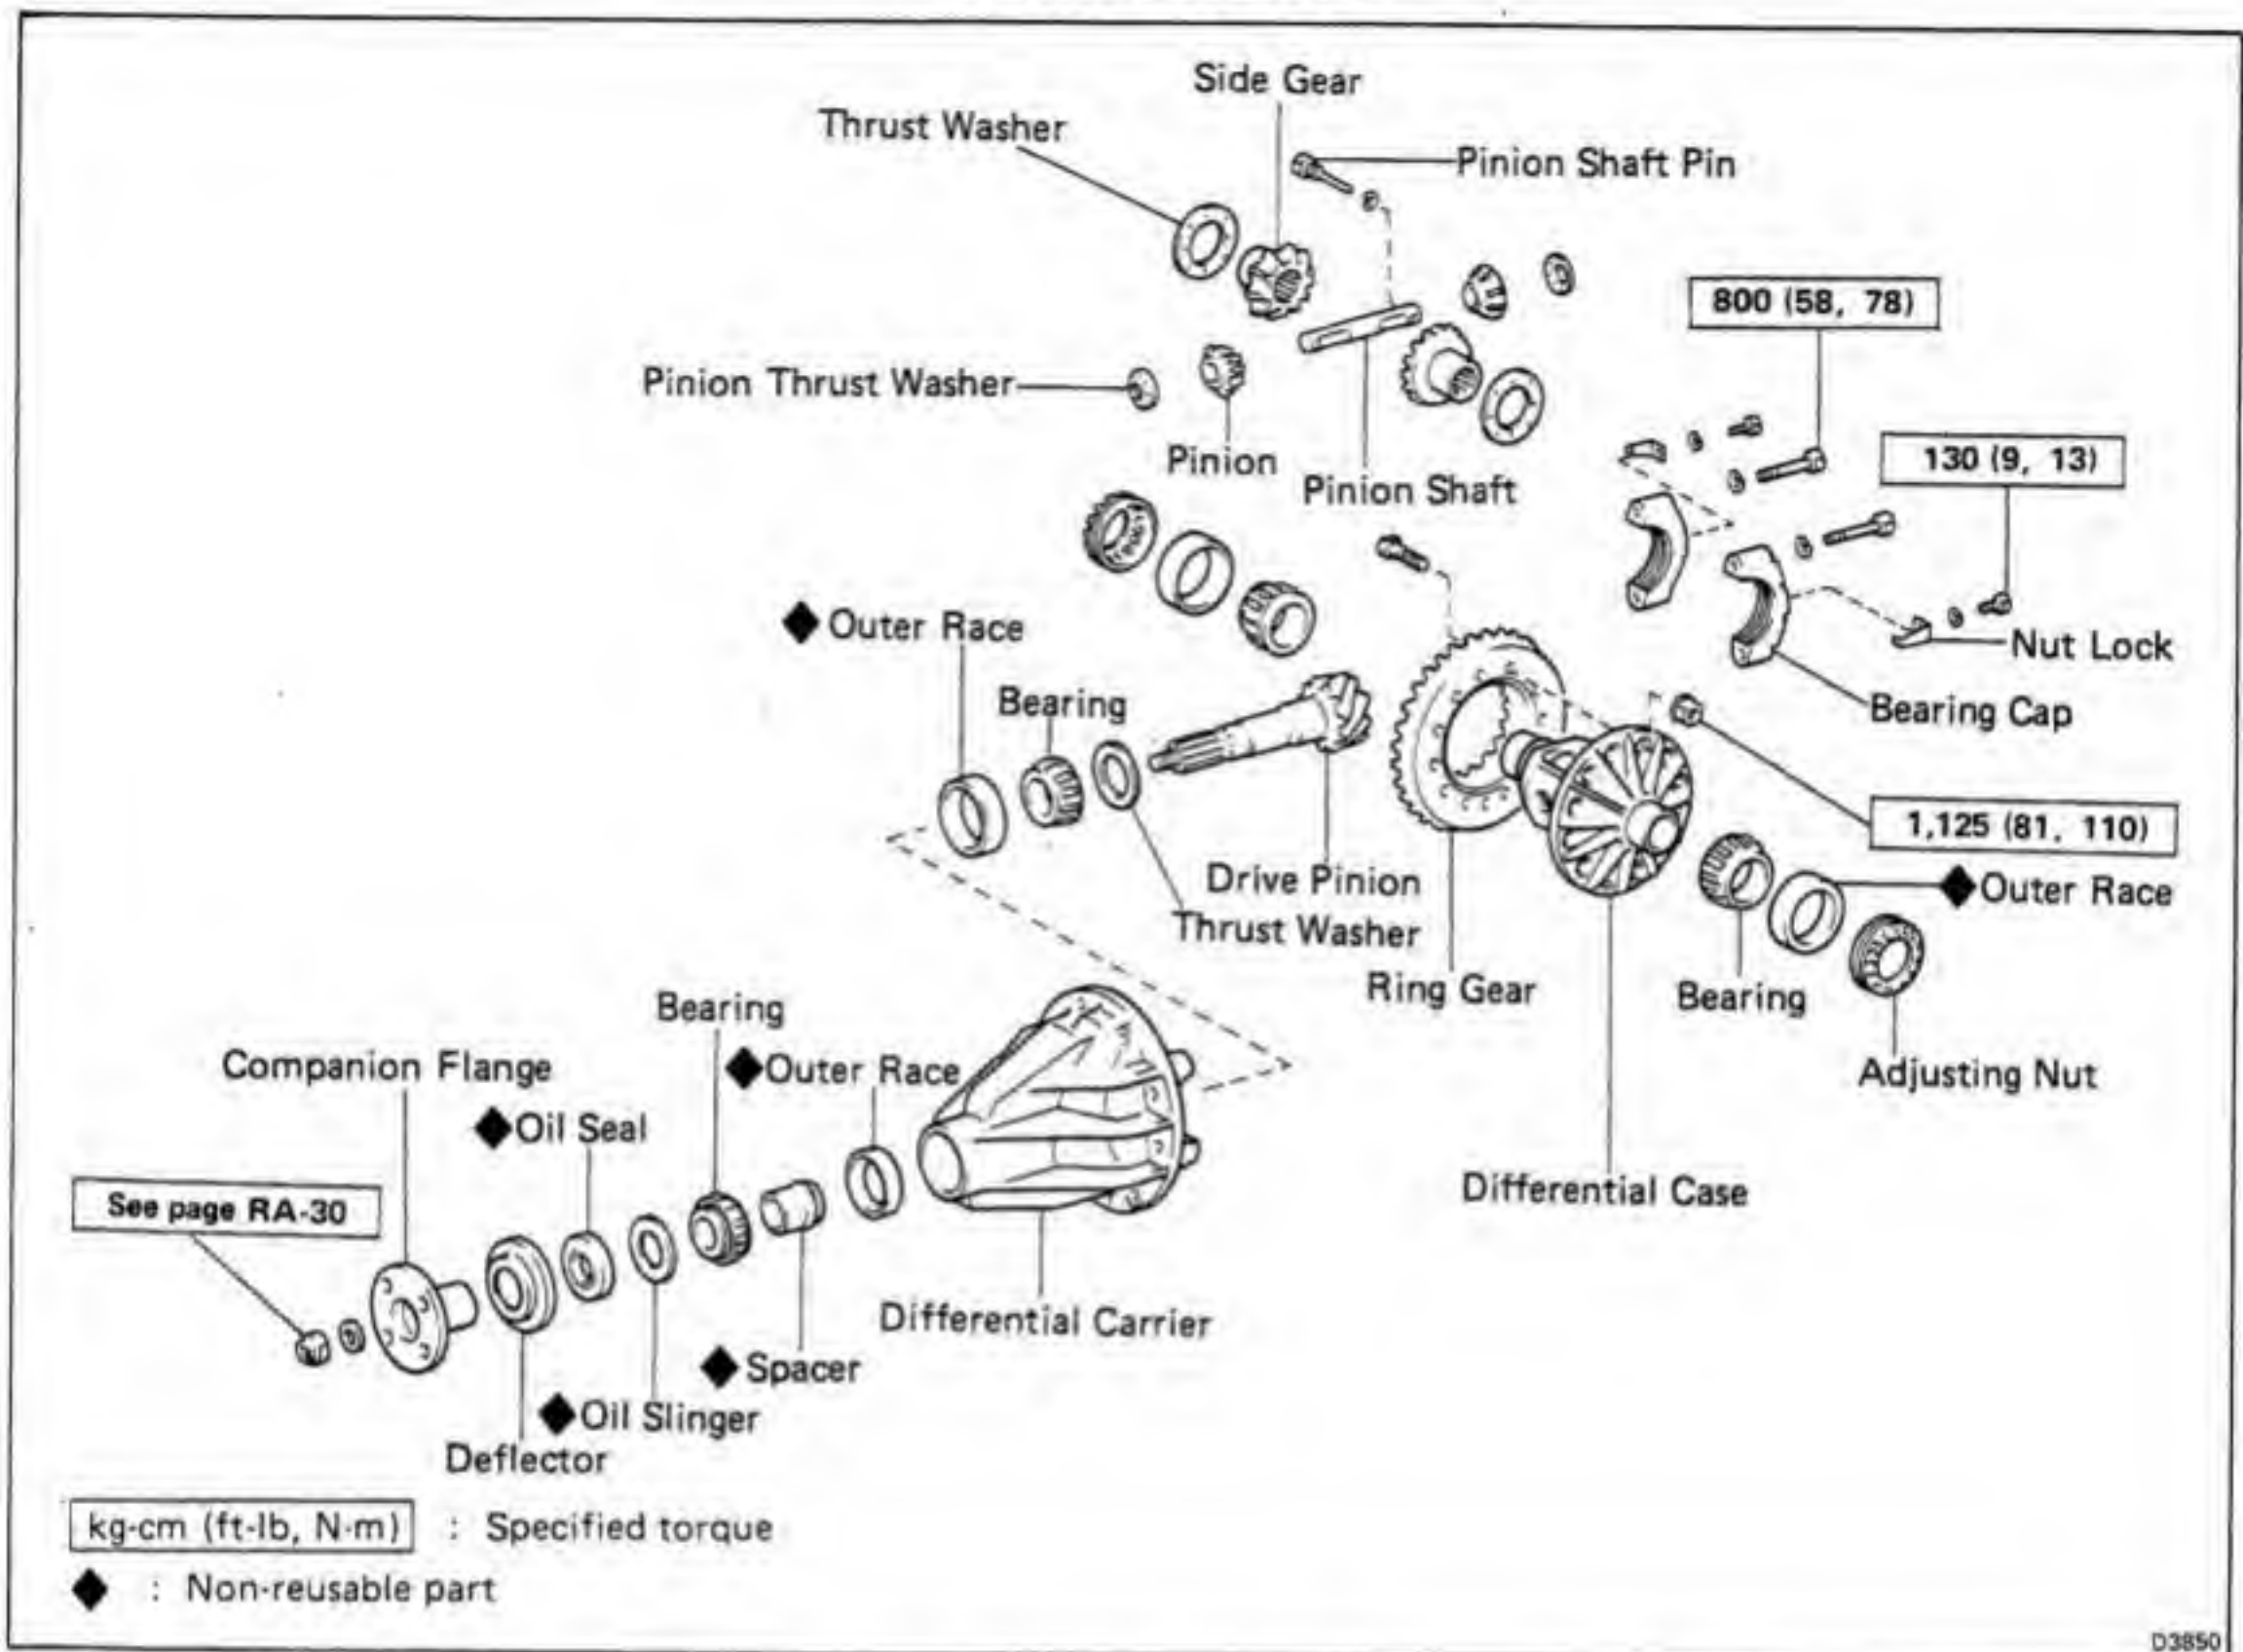 Side Gear
Thrust Washer
Pinion Shaft Pin
800 (58, 78)
Pinion Thrust Washer
Pinion
Pinion Shaft
130 (9, 13)
◆ Outer Race
Nut Lock
Bearing
Bearing Cap
1,125 (81, 110)
Drive Pinion
◆ Outer Race
Thrust Washer
Ring Gear
Bearing
Bearing
Adjusting Nut
Companion Flange
◆ Outer Race
◆ Oil Seal
Differential Case
See page RA-30
Differential Carrier
◆ Spacer
◆ Oil Slinger
Deflector
kg-cm (ft-lb, N·m) : Specified torque
◆ : Non-reusable part
D3850